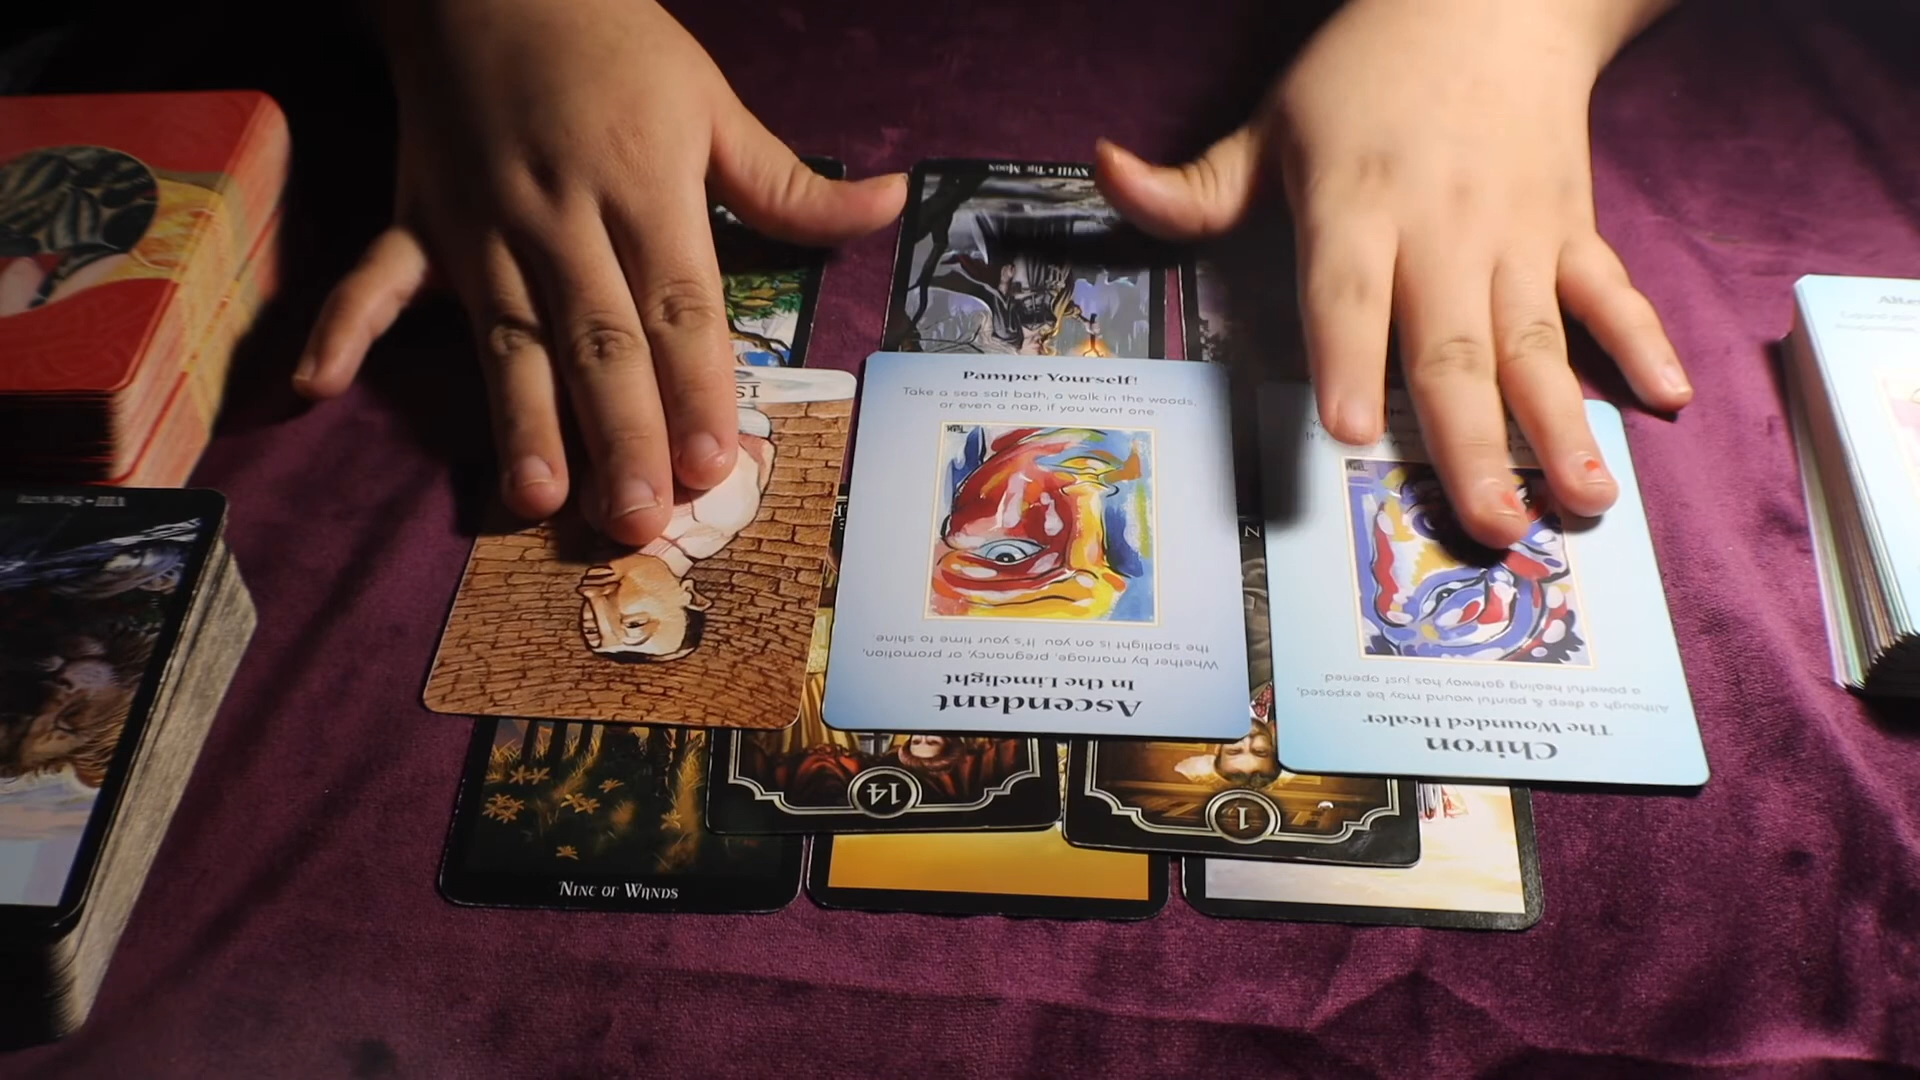 XVIII • The Moon
Pamper Yourself!
Take a sea salt bath, a walk in the woods,
or even a nap, if you want one.
Ascendant
In the Limelight
Whether by marriage, pregnancy, or promotion,
the spotlight is on you. It's your time to shine
Chiron
The Wounded Healer
Although a deep & painful wound may be exposed,
a powerful healing gateway has just opened
14
1
Nine of Wands
VIII • Strength